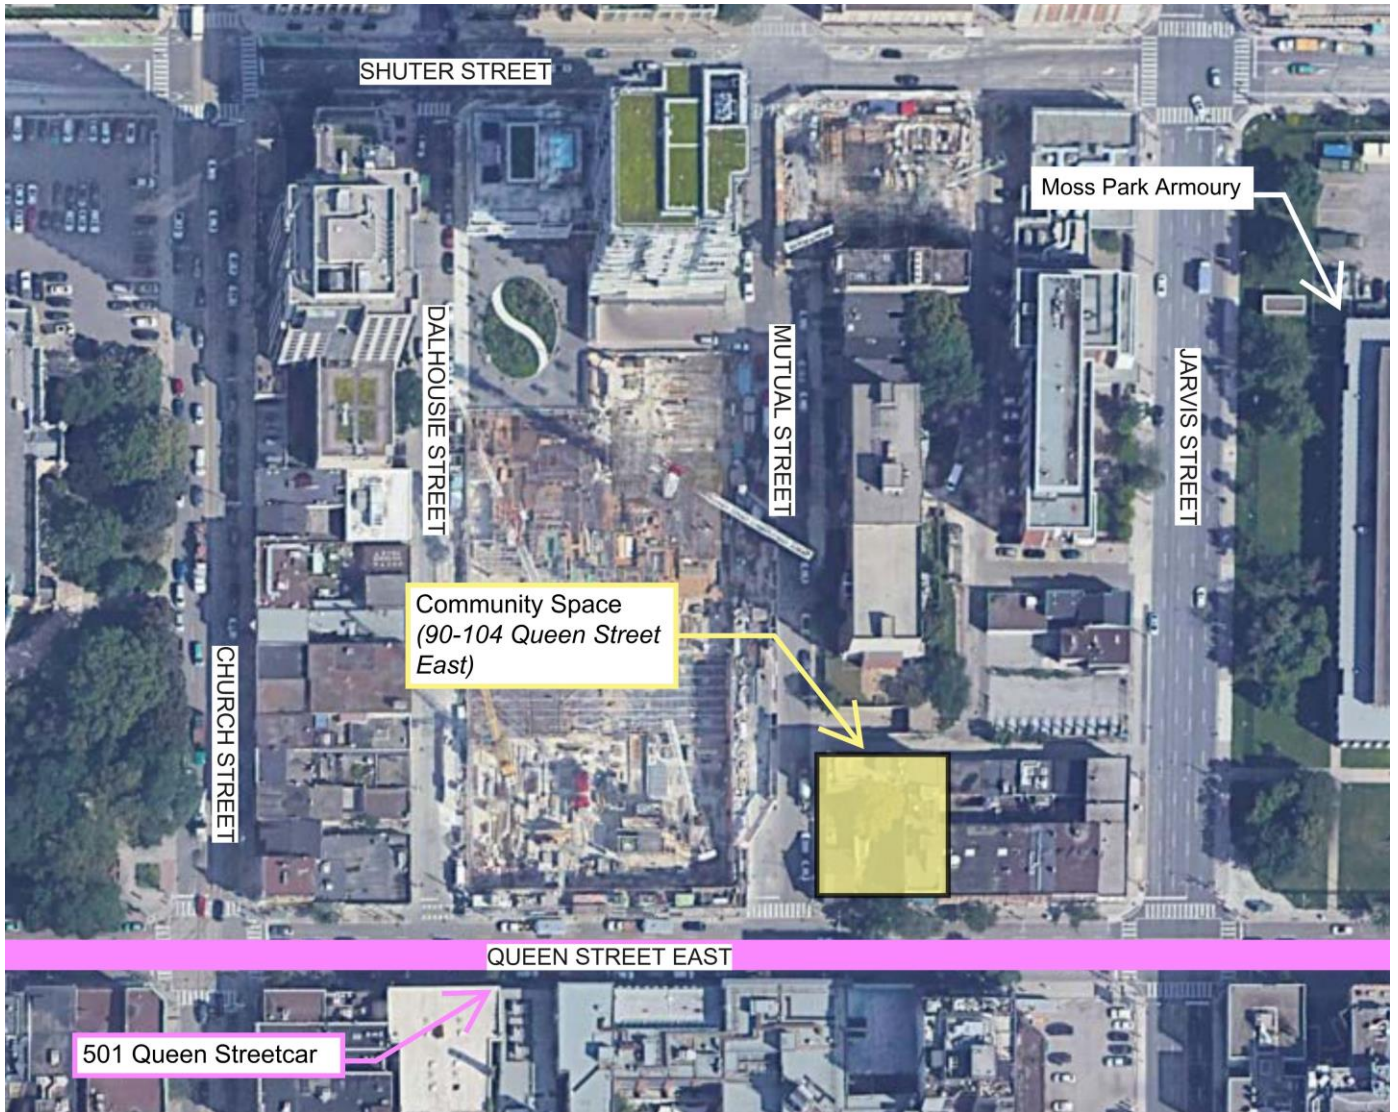 SHUTER STREET
Moss Park Armoury
DALHOUSIE STREET
MUTUAL STREET
JARVIS STREET
Community Space
(90-104 Queen Street
East)
CHURCH STREET
QUEEN STREET EAST
501 Queen Streetcar